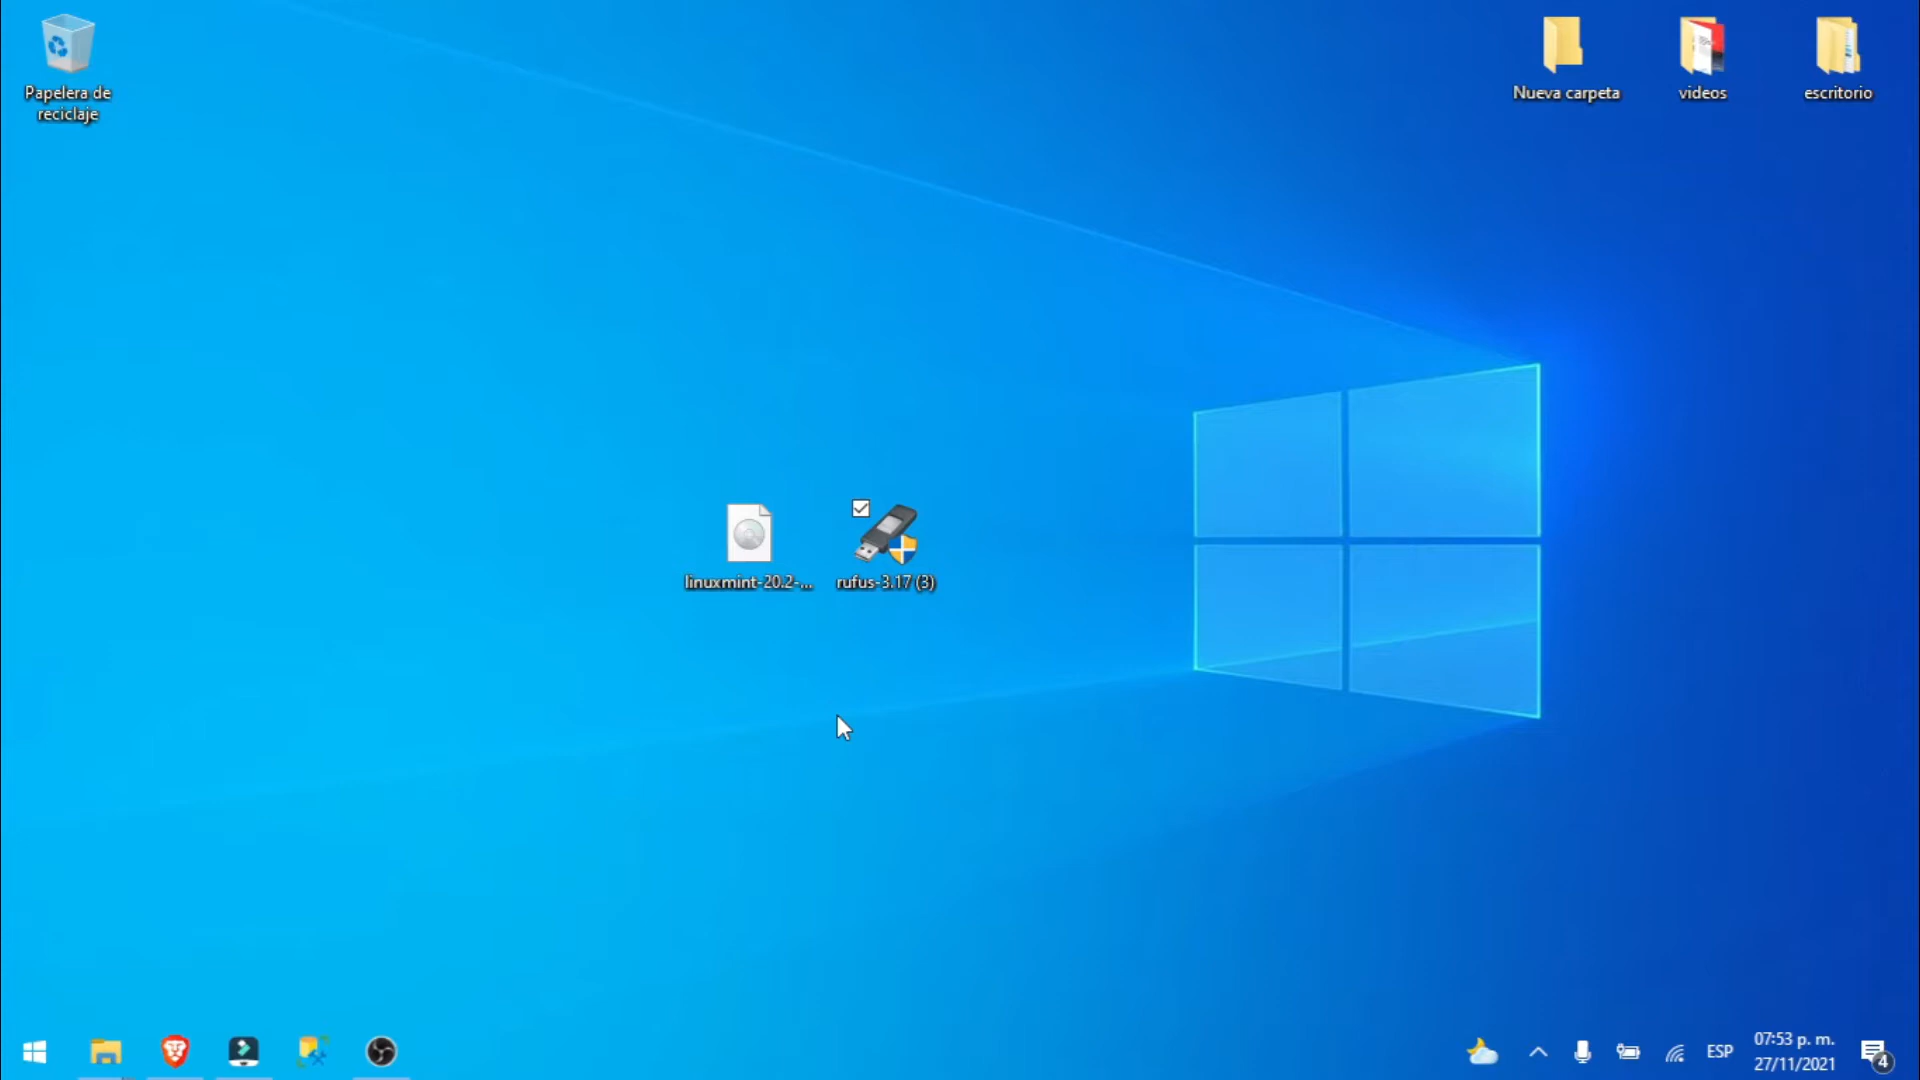 Papelera de
reciclaje
Nueva carpeta
videos
escritorio
linuxmint-20.2-...
rufus-3.17 (3)
ESP
07:53 p. m.
27/11/2021
4